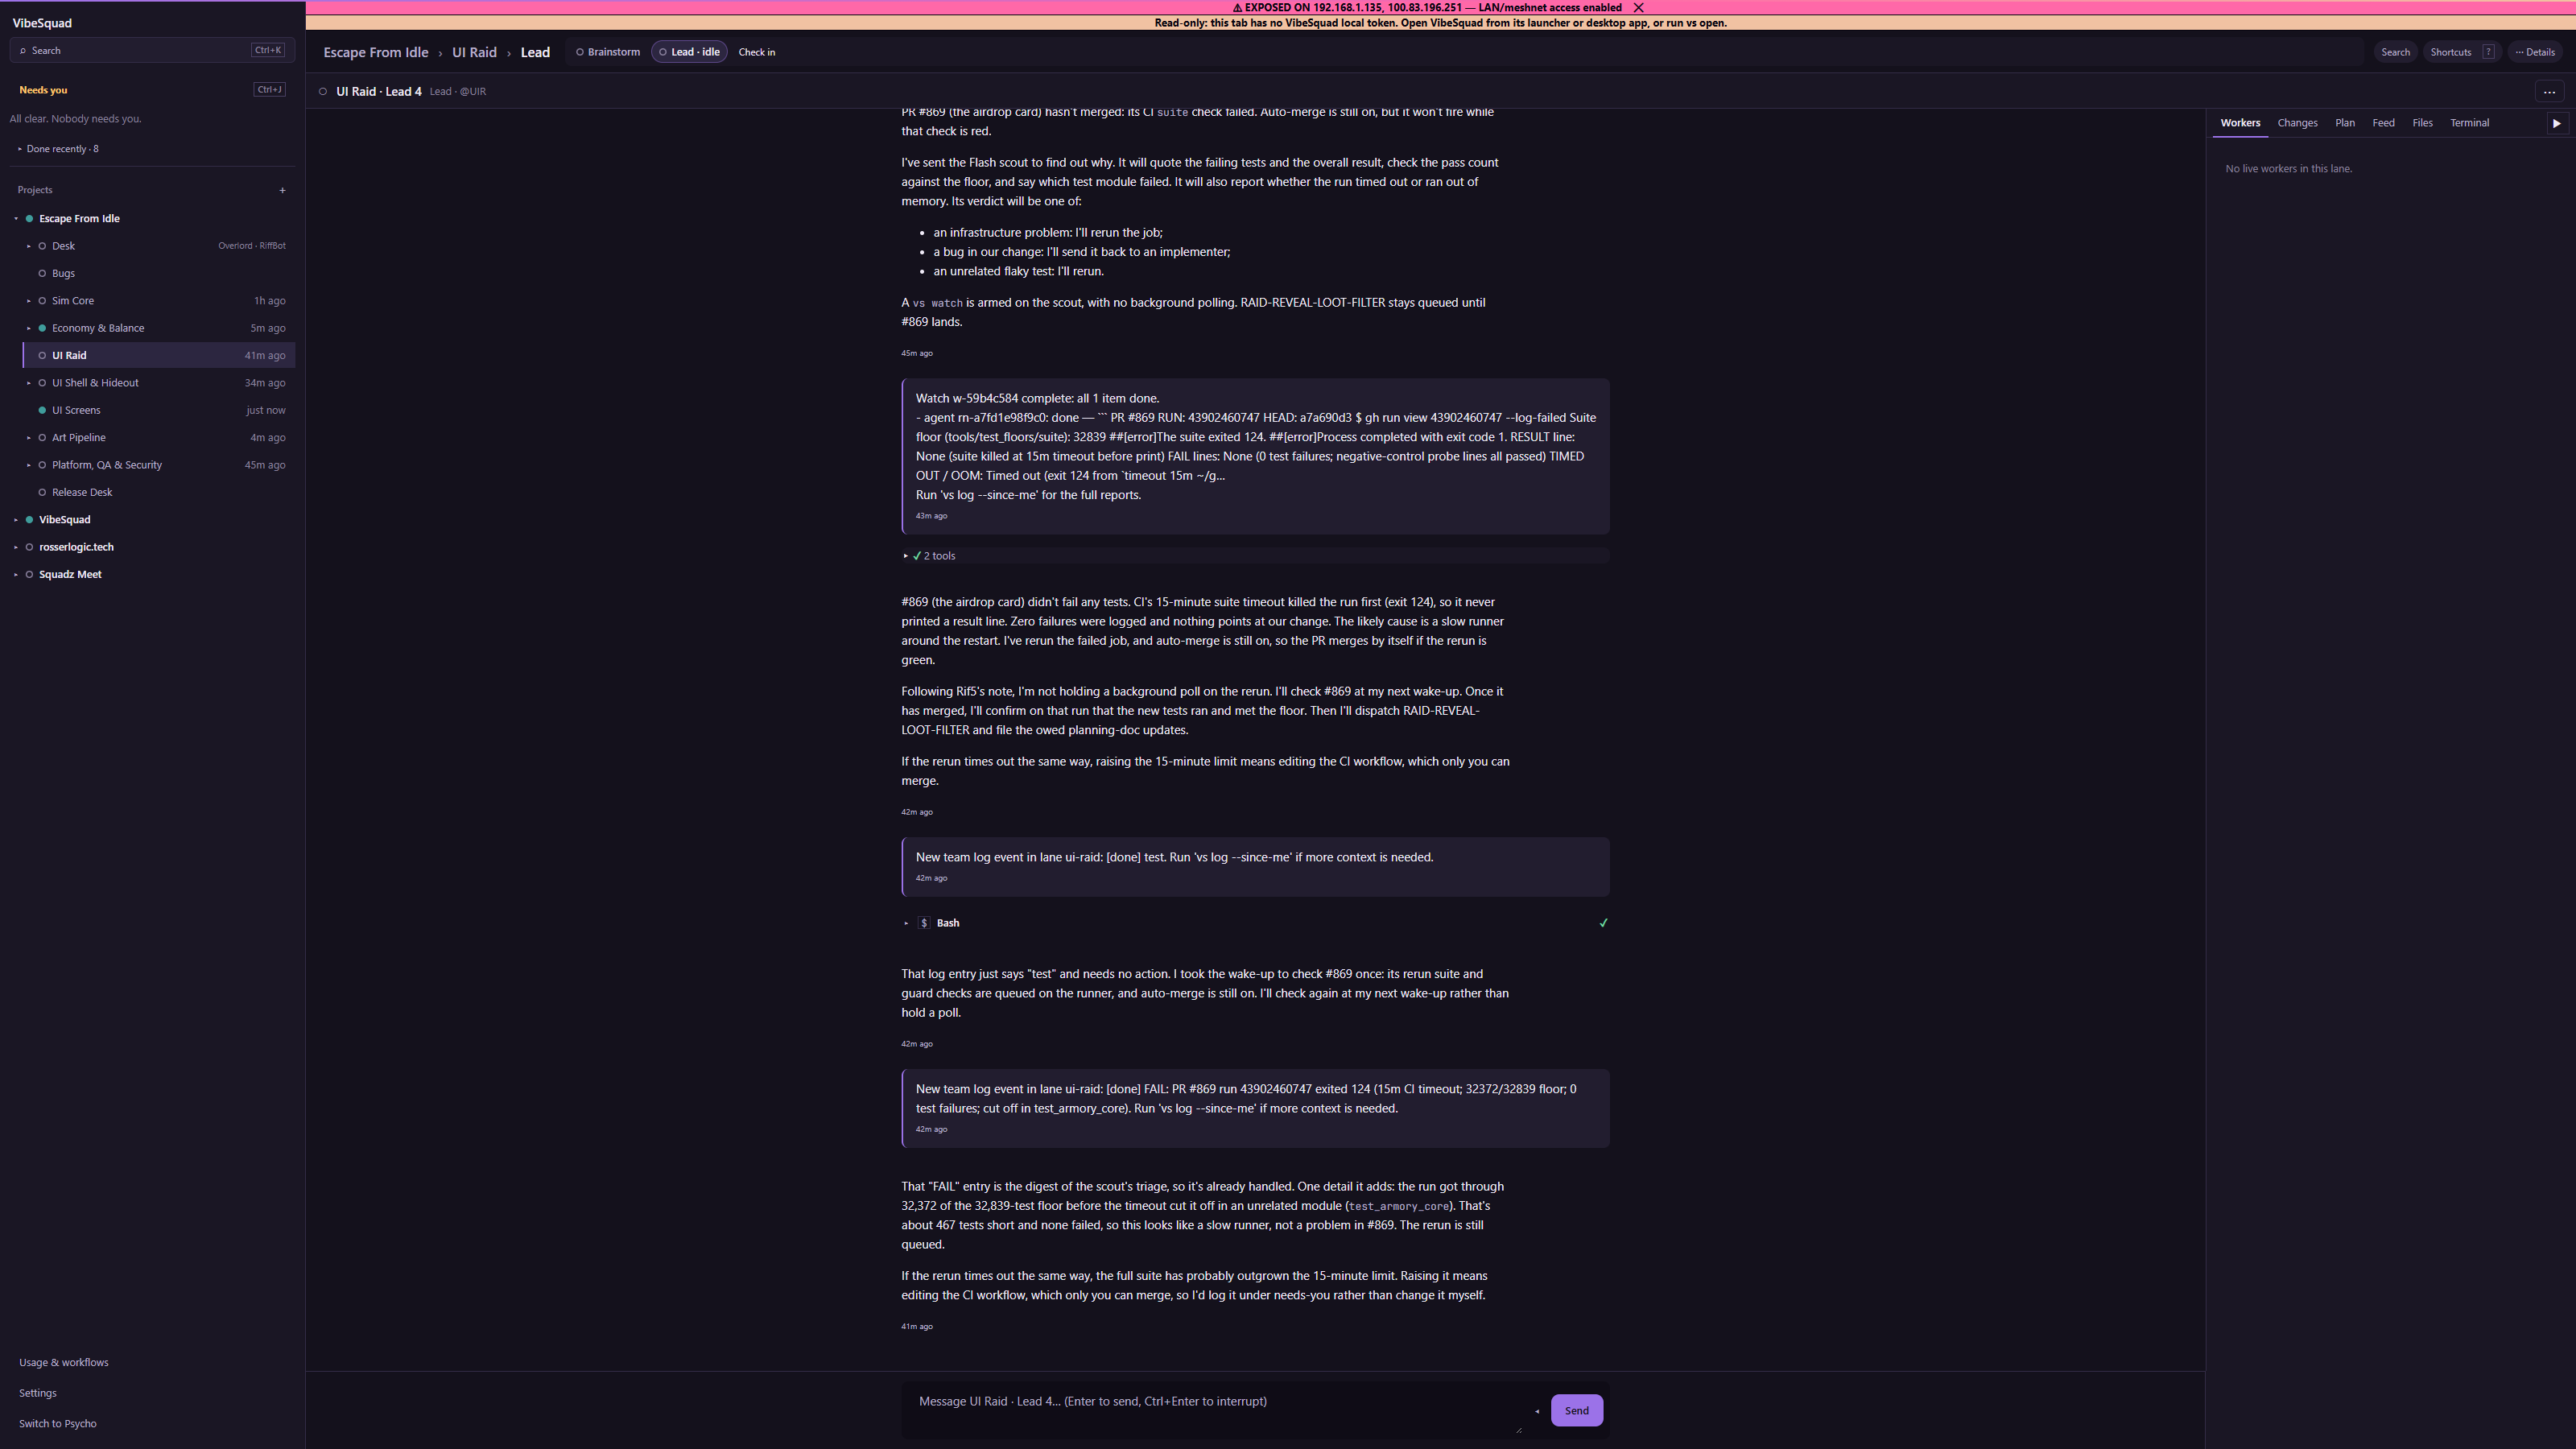 ⚠ EXPOSED ON 192.168.1.135, 100.83.196.251 — LAN/meshnet access enabled
Read-only: this tab has no VibeSquad local token. Open VibeSquad from its launcher or desktop app, or run vs open.
VibeSquad
Search Ctrl+K
Needs you Ctrl+J
All clear. Nobody needs you.
Done recently · 8
Projects +
Escape From Idle
Desk Overlord · RiffBot
Bugs
Sim Core 1h ago
Economy & Balance 5m ago
UI Raid 41m ago
UI Shell & Hideout 34m ago
UI Screens just now
Art Pipeline 4m ago
Platform, QA & Security 45m ago
Release Desk
VibeSquad
rosserlogic.tech
Squadz Meet
Usage & workflows
Settings
Switch to Psycho
Escape From Idle › UI Raid › Lead Brainstorm Lead · idle Check in Search Shortcuts ? ··· Details
UI Raid · Lead 4 Lead · @UIR ...
PR #869 (the airdrop card) hasn't merged: its CI suite check failed. Auto-merge is still on, but it won't fire while
that check is red.
I've sent the Flash scout to find out why. It will quote the failing tests and the overall result, check the pass count
against the floor, and say which test module failed. It will also report whether the run timed out or ran out of
memory. Its verdict will be one of:
• an infrastructure problem: I'll rerun the job;
• a bug in our change: I'll send it back to an implementer;
• an unrelated flaky test: I'll rerun.
A vs watch is armed on the scout, with no background polling. RAID-REVEAL-LOOT-FILTER stays queued until
#869 lands.
45m ago
Watch w-59b4c584 complete: all 1 item done.
- agent rn-a7fd1e98f9c0: done — ``` PR #869 RUN: 43902460747 HEAD: a7a690d3 $ gh run view 43902460747 --log-failed Suite
floor (tools/test_floors/suite): 32839 ##[error]The suite exited 124. ##[error]Process completed with exit code 1. RESULT line:
None (suite killed at 15m timeout before print) FAIL lines: None (0 test failures; negative-control probe lines all passed) TIMED
OUT / OOM: Timed out (exit 124 from `timeout 15m ~/g...
Run 'vs log --since-me' for the full reports.
43m ago
✓ 2 tools
#869 (the airdrop card) didn't fail any tests. CI's 15-minute suite timeout killed the run first (exit 124), so it never
printed a result line. Zero failures were logged and nothing points at our change. The likely cause is a slow runner
around the restart. I've rerun the failed job, and auto-merge is still on, so the PR merges by itself if the rerun is
green.
Following Rif5's note, I'm not holding a background poll on the rerun. I'll check #869 at my next wake-up. Once it
has merged, I'll confirm on that run that the new tests ran and met the floor. Then I'll dispatch RAID-REVEAL-
LOOT-FILTER and file the owed planning-doc updates.
If the rerun times out the same way, raising the 15-minute limit means editing the CI workflow, which only you can
merge.
42m ago
New team log event in lane ui-raid: [done] test. Run 'vs log --since-me' if more context is needed.
42m ago
$ Bash ✓
That log entry just says "test" and needs no action. I took the wake-up to check #869 once: its rerun suite and
guard checks are queued on the runner, and auto-merge is still on. I'll check again at my next wake-up rather than
hold a poll.
42m ago
New team log event in lane ui-raid: [done] FAIL: PR #869 run 43902460747 exited 124 (15m CI timeout; 32372/32839 floor; 0
test failures; cut off in test_armory_core). Run 'vs log --since-me' if more context is needed.
42m ago
That "FAIL" entry is the digest of the scout's triage, so it's already handled. One detail it adds: the run got through
32,372 of the 32,839-test floor before the timeout cut it off in an unrelated module (test_armory_core). That's
about 467 tests short and none failed, so this looks like a slow runner, not a problem in #869. The rerun is still
queued.
If the rerun times out the same way, the full suite has probably outgrown the 15-minute limit. Raising it means
editing the CI workflow, which only you can merge, so I'd log it under needs-you rather than change it myself.
41m ago
Message UI Raid · Lead 4... (Enter to send, Ctrl+Enter to interrupt) Send
Workers Changes Plan Feed Files Terminal
No live workers in this lane.